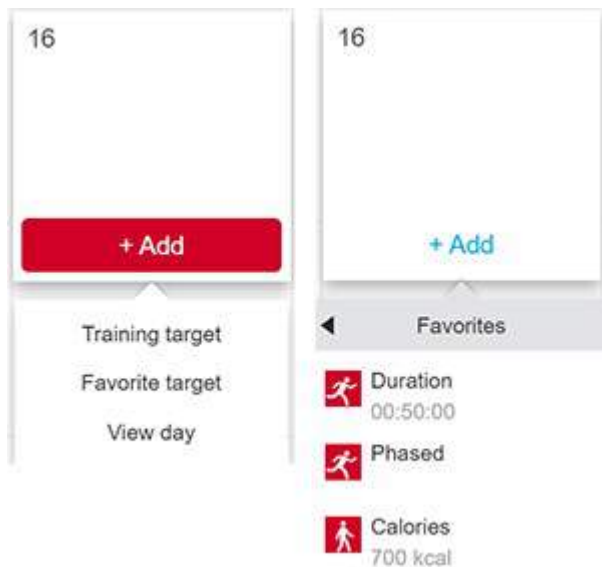 16
+ Add
Training target
Favorite target
View day
16
+ Add
Favorites
Duration
00:50:00
Phased
Calories
700 kcal